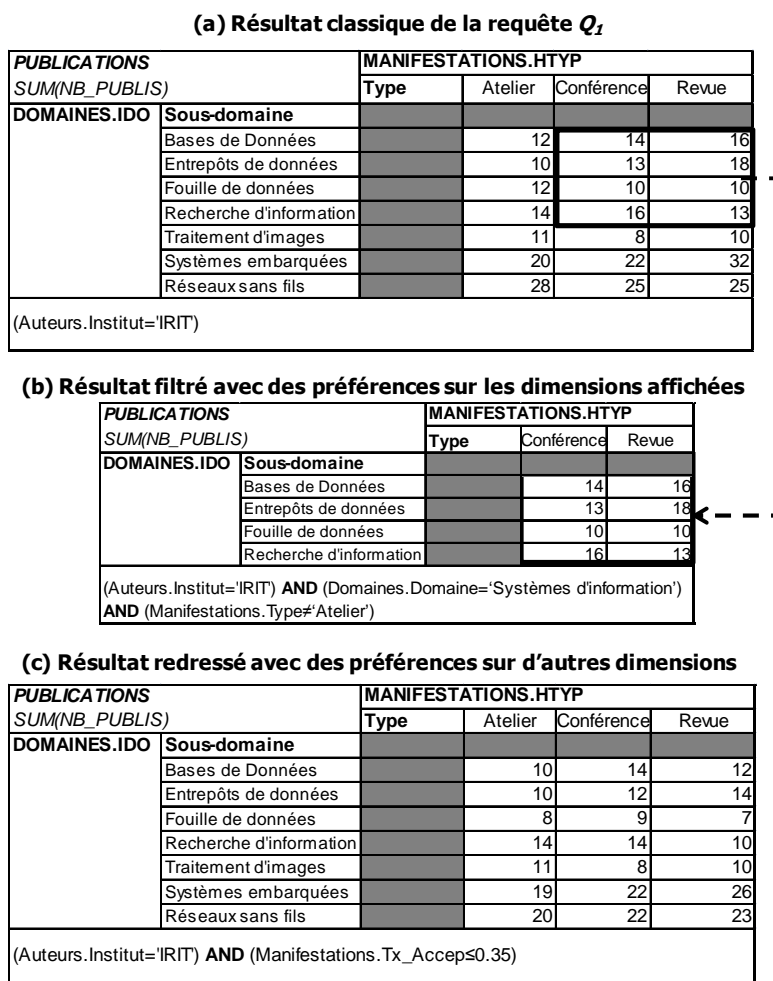 (a) Résultat classique de la requête Q1
PUBLICATIONS MANIFESTATIONS.HTYP
SUM(NB_PUBLIS) Type Atelier Conférence Revue
DOMAINES.IDO Sous-domaine
Bases de Données 12 14 16
Entrepôts de données 10 13 18
Fouille de données 12 10 10
Recherche d'information 14 16 13
Traitement d'images 11 8 10
Systèmes embarquées 20 22 32
Réseaux sans fils 28 25 25
(Auteurs.Institut='IRIT')
(b) Résultat filtré avec des préférences sur les dimensions affichées
PUBLICATIONS MANIFESTATIONS.HTYP
SUM(NB_PUBLIS) Type Conférence Revue
DOMAINES.IDO Sous-domaine
Bases de Données 14 16
Entrepôts de données 13 18
Fouille de données 10 10
Recherche d'information 16 13
(Auteurs.Institut='IRIT') AND (Domaines.Domaine=‘Systèmes d'information’)
AND (Manifestations.Type≠‘Atelier’)
(c) Résultat redressé avec des préférences sur d’autres dimensions
PUBLICATIONS MANIFESTATIONS.HTYP
SUM(NB_PUBLIS) Type Atelier Conférence Revue
DOMAINES.IDO Sous-domaine
Bases de Données 10 14 12
Entrepôts de données 10 12 14
Fouille de données 8 9 7
Recherche d'information 14 14 10
Traitement d'images 11 8 10
Systèmes embarquées 19 22 26
Réseaux sans fils 20 22 23
(Auteurs.Institut='IRIT') AND (Manifestations.Tx_Accep≤0.35)